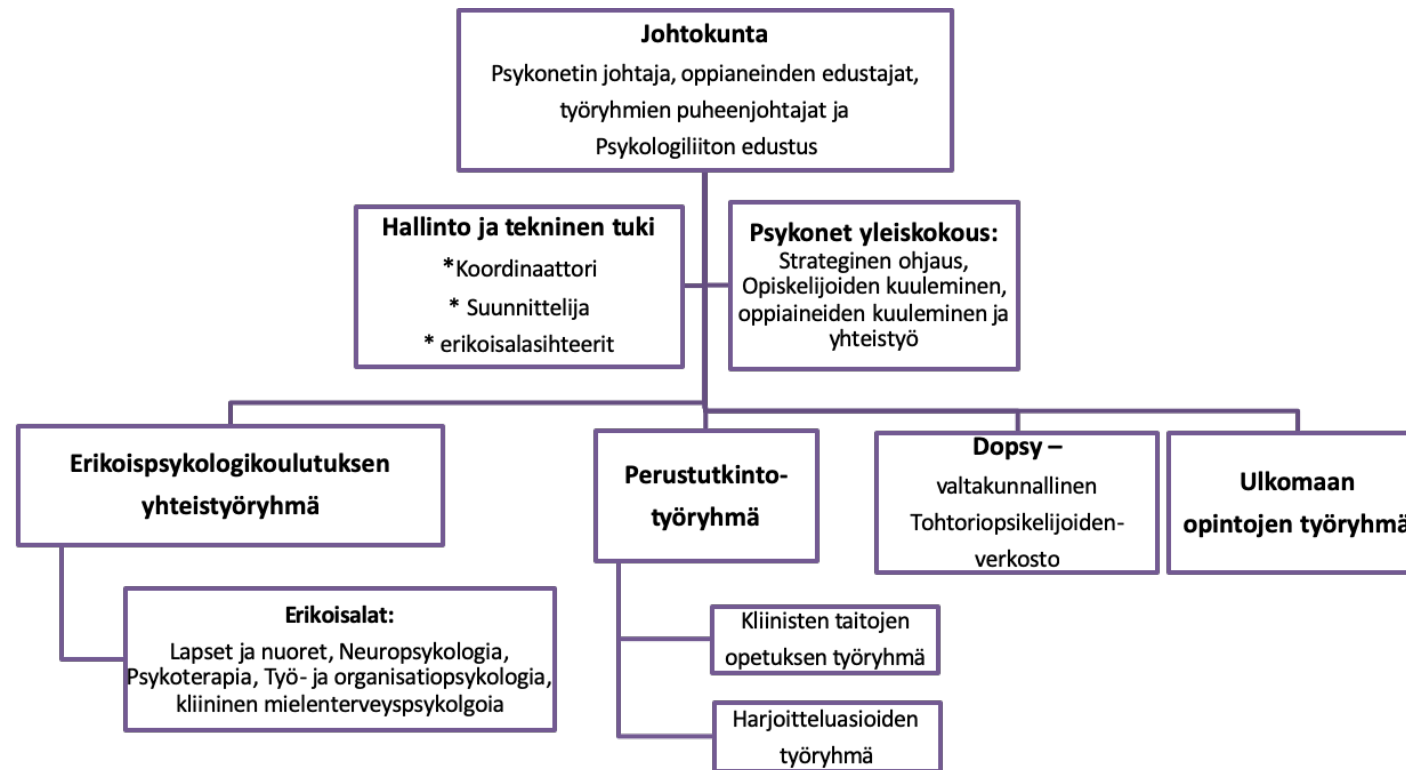 Johtokunta
Psykonetin johtaja, oppianeinden edustajat,
työryhmien puheenjohtajat ja
Psykologiliiton edustus
Hallinto ja tekninen tuki
*Koordinaattori
* Suunnittelija
* erikoisalasihteerit
Psykonet yleiskokous:
Strateginen ohjaus,
Opiskelijoiden kuuleminen,
oppiaineiden kuuleminen ja
yhteistyö
Erikoispsykologikoulutuksen
yhteistyöryhmä
Perustutkinto-
työryhmä
Dopsy –
valtakunnallinen
Tohtoriopsikelijoiden-
verkosto
Ulkomaan
opintojen työryhmä
Erikoisalat:
Lapset ja nuoret, Neuropsykologia,
Psykoterapia, Työ- ja organisatiopsykologia,
kliininen mielenterveyspsykolgoia
Kliinisten taitojen
opetuksen työryhmä
Harjoitteluasioiden
työryhmä